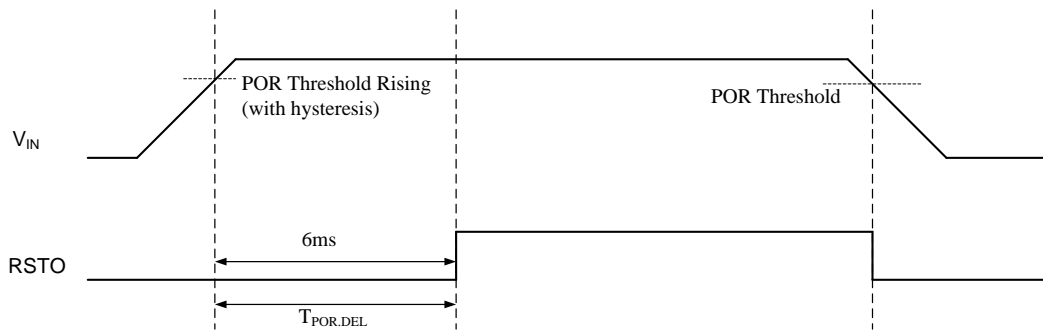 POR Threshold Rising
(with hysteresis)
POR Threshold
VIN
6ms
RSTO
TPOR.DEL